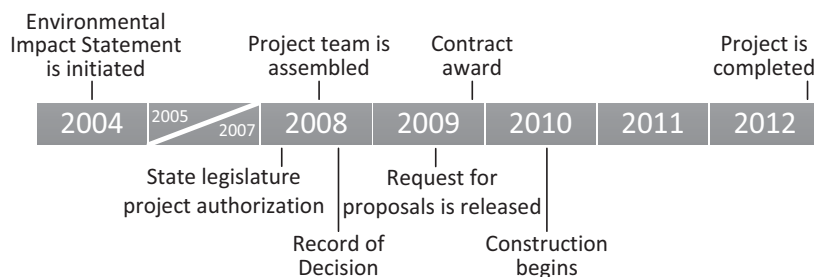 Environmental
Impact Statement
is initiated
Project team is
assembled
Contract
award
Project is
completed
2004
2005
2007
2008
2009
2010
2011
2012
State legislature
project authorization
Request for
proposals is released
Record of
Decision
Construction
begins